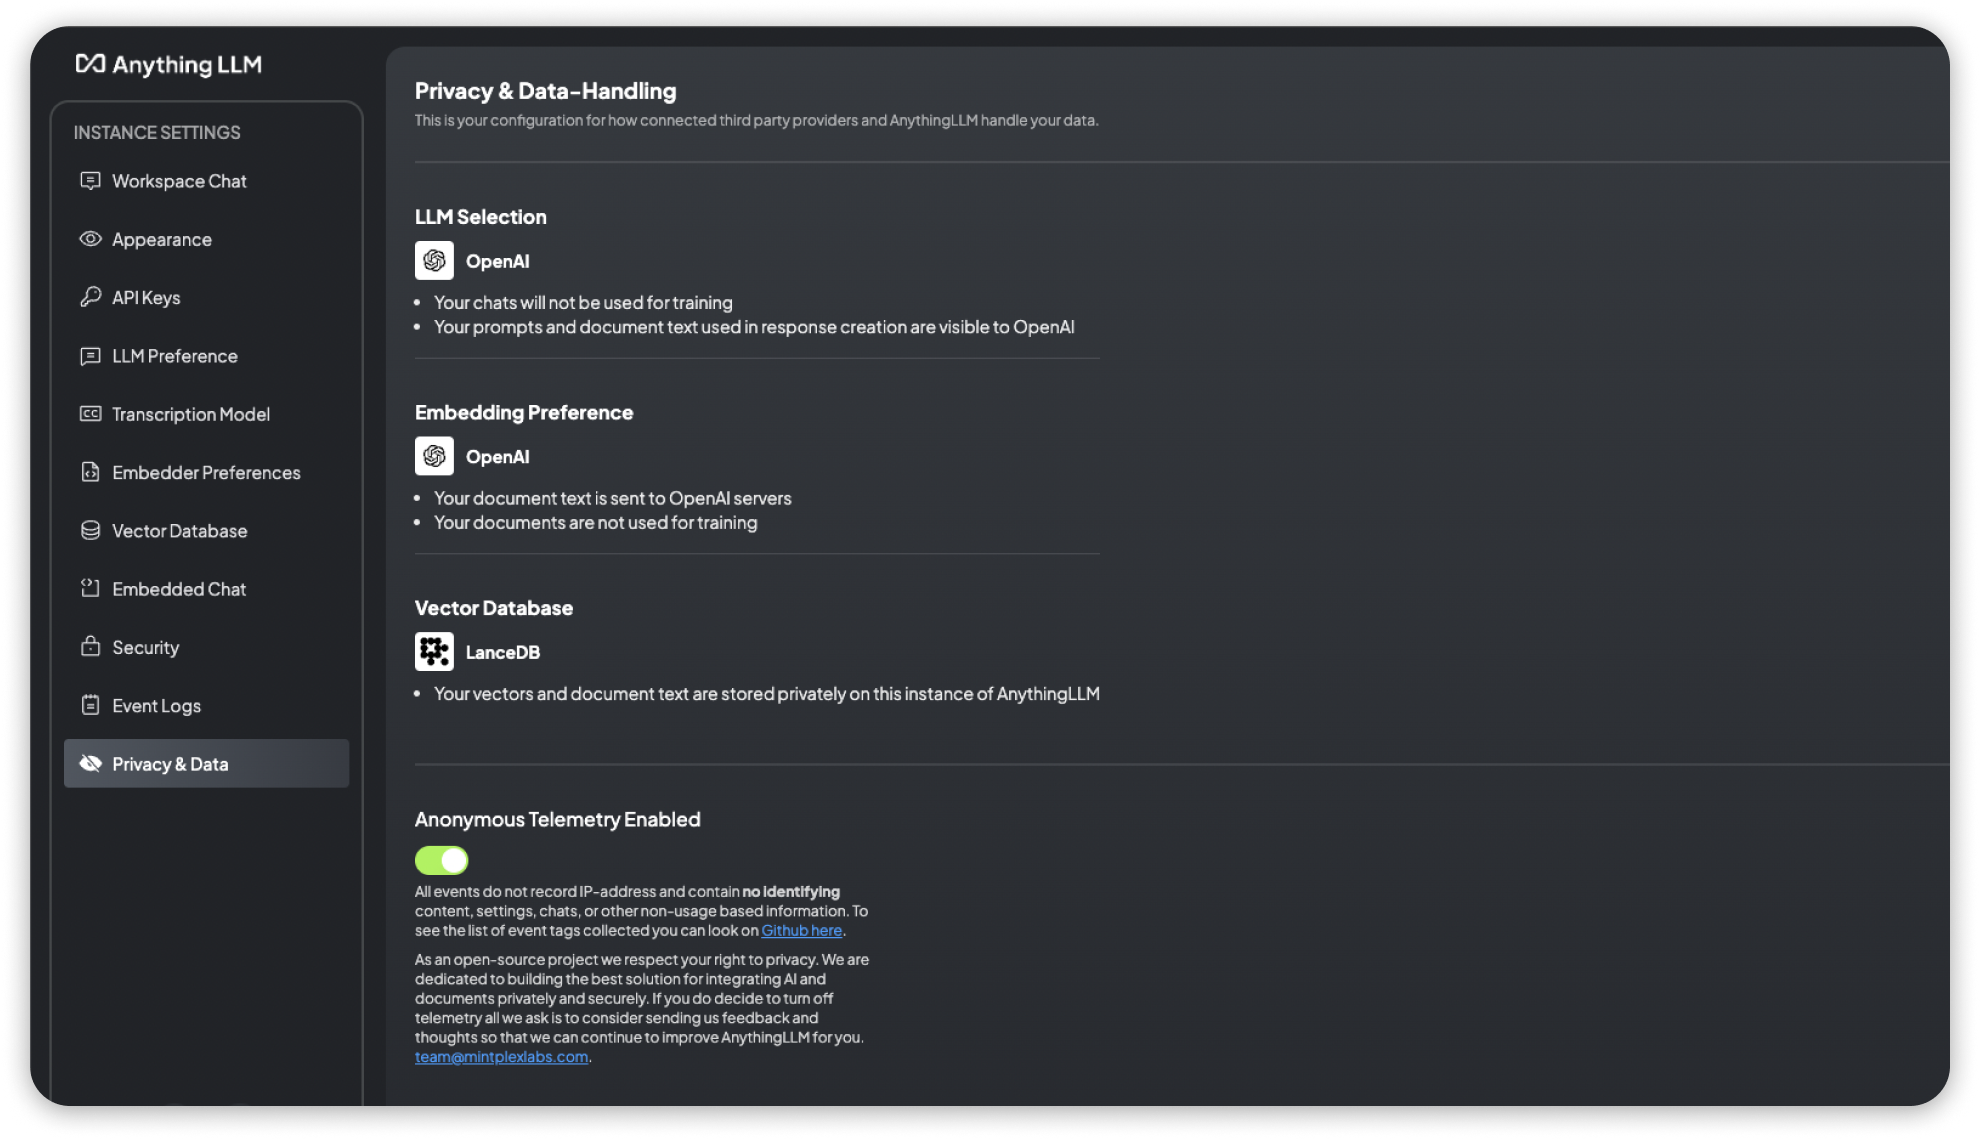 Anything LLM
INSTANCE SETTINGS
Workspace Chat
Appearance
API Keys
LLM Preference
CC Transcription Model
Embedder Preferences
Vector Database
Embedded Chat
Security
Event Logs
Privacy & Data
Privacy & Data-Handling
This is your configuration for how connected third party providers and AnythingLLM handle your data.
LLM Selection
OpenAI
• Your chats will not be used for training
• Your prompts and document text used in response creation are visible to OpenAI
Embedding Preference
OpenAI
• Your document text is sent to OpenAI servers
• Your documents are not used for training
Vector Database
LanceDB
• Your vectors and document text are stored privately on this instance of AnythingLLM
Anonymous Telemetry Enabled
All events do not record IP-address and contain no identifying
content, settings, chats, or other non-usage based information. To
see the list of event tags collected you can look on Github here.
As an open-source project we respect your right to privacy. We are
dedicated to building the best solution for integrating AI and
documents privately and securely. If you do decide to turn off
telemetry all we ask is to consider sending us feedback and
thoughts so that we can continue to improve AnythingLLM for you.
team@mintplexlabs.com.